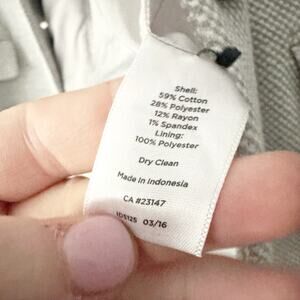 Shell:
59% Cotton
28% Polyester
12% Rayon
1% Spandex
Lining:
100% Polyester
Dry Clean
Made in Indonesia
CA #23147
ID5125 03/16